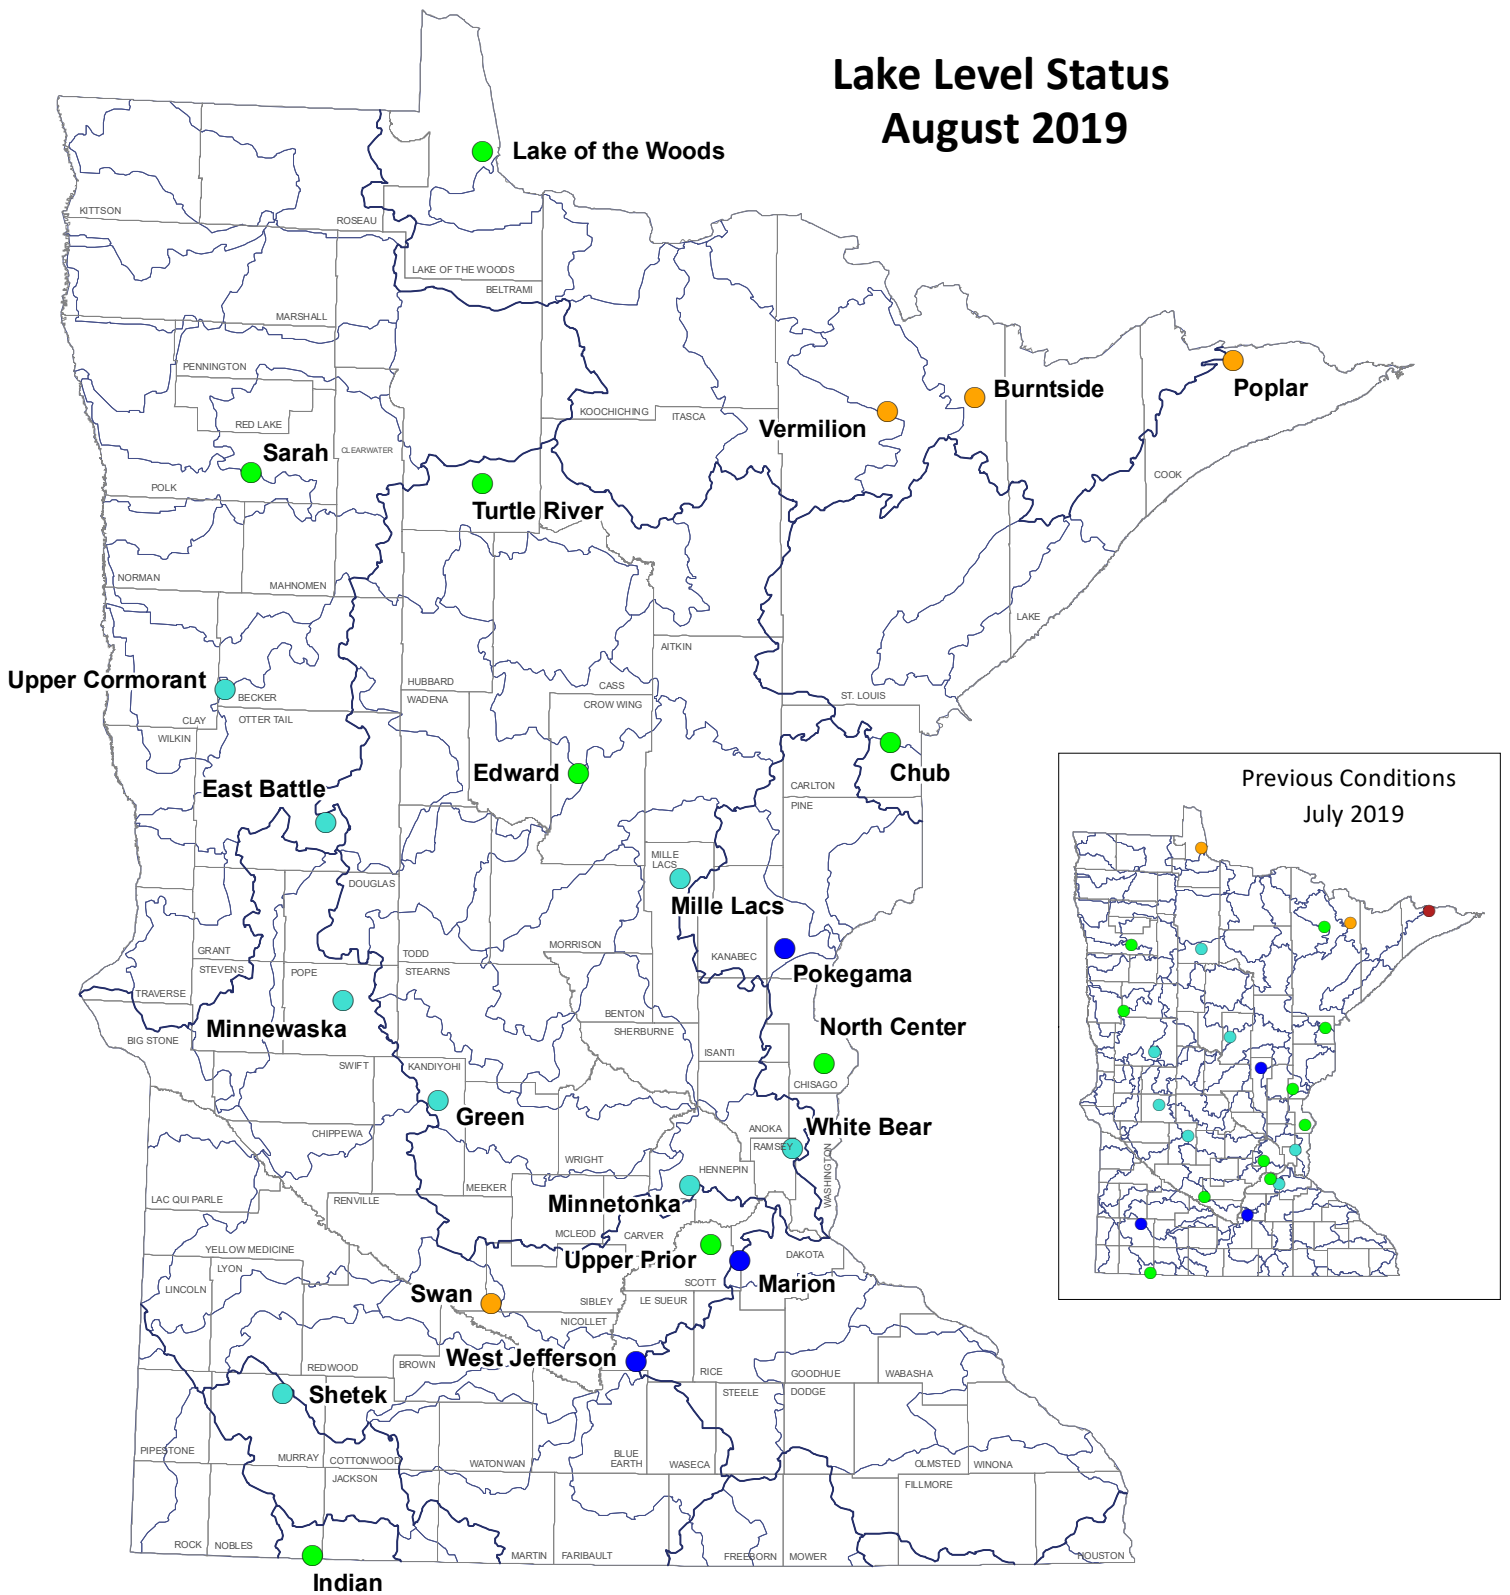 Lake Level Status
August 2019
Lake of the Woods
KITTSON
ROSEAU
LAKE OF THE WOODS
BELTRAMI
MARSHALL
PENNINGTON
Poplar
Burntside
KOOCHICHING
ITASCA
RED LAKE
Vermilion
Sarah
CLEARWATER
COOK
POLK
Turtle River
NORMAN
MAHNOMEN
LAKE
AITKIN
Upper Cormorant
HUBBARD
CASS
BECKER
WADENA
CROW WING
ST. LOUIS
CLAY
OTTER TAIL
WILKIN
Edward
Chub
East Battle
CARLTON
PINE
Previous Conditions
July 2019
MILLE
LACS
DOUGLAS
Mille Lacs
GRANT
TODD
MORRISON
KANABEC
STEVENS
POPE
STEARNS
Pokegama
TRAVERSE
Minnewaska
BENTON
SHERBURNE
North Center
BIG STONE
ISANTI
SWIFT
KANDIYOHI
CHISAGO
Green
CHIPPEWA
ANOKA
White Bear
RAMSEY
WRIGHT
HENNEPIN
WASHINGTON
LAC QUI PARLE
RENVILLE
MEEKER
Minnetonka
MCLEOD
CARVER
YELLOW MEDICINE
Upper Prior
DAKOTA
LYON
SCOTT
Marion
LINCOLN
Swan
SIBLEY
LE SUEUR
NICOLLET
West Jefferson
REDWOOD
BROWN
RICE
GOODHUE
WABASHA
Shetek
STEELE
DODGE
PIPESTONE
MURRAY
COTTONWOOD
WATONWAN
BLUE
EARTH
WASECA
OLMSTED
WINONA
JACKSON
FILLMORE
ROCK
NOBLES
MARTIN
FARIBAULT
FREEBORN
MOWER
HOUSTON
Indian